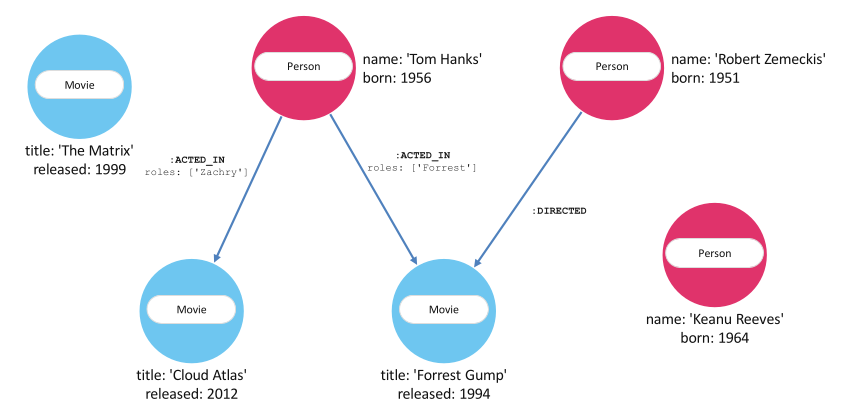 Movie
title: 'The Matrix'
released: 1999
Person
name: 'Tom Hanks'
born: 1956
Person
name: 'Robert Zemeckis'
born: 1951
:ACTED_IN
roles: ['Zachry']
:ACTED_IN
roles: ['Forrest']
:DIRECTED
Person
name: 'Keanu Reeves'
born: 1964
Movie
title: 'Cloud Atlas'
released: 2012
Movie
title: 'Forrest Gump'
released: 1994